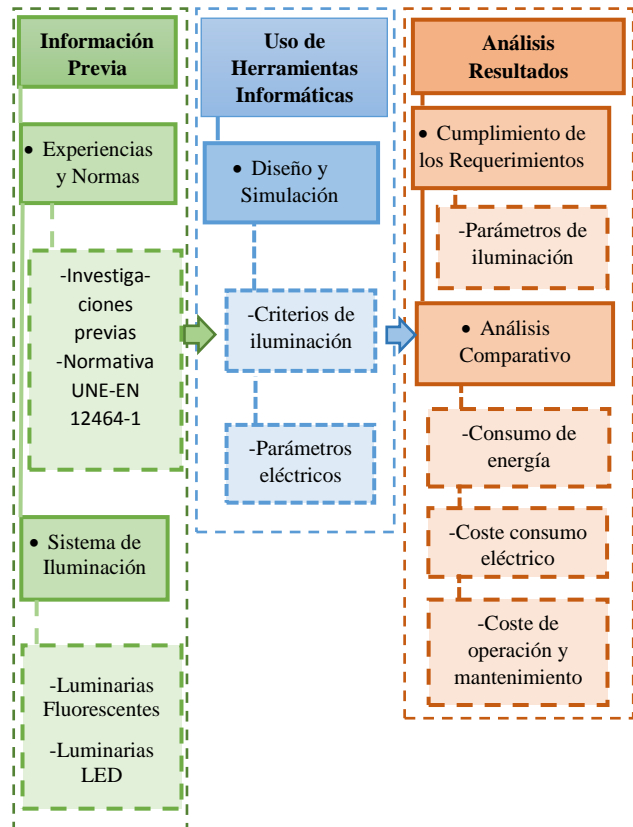 Información
Previa
• Experiencias
y Normas
-Investiga-
ciones
previas
-Normativa
UNE-EN
12464-1
• Sistema de
Iluminación
-Luminarias
Fluorescentes
-Luminarias
LED
Uso de
Herramientas
Informáticas
• Diseño y
Simulación
-Criterios de
iluminación
-Parámetros
eléctricos
Análisis
Resultados
• Cumplimiento de
los Requerimientos
-Parámetros de
iluminación
• Análisis
Comparativo
-Consumo de
energía
-Coste consumo
eléctrico
-Coste de
operación y
mantenimiento